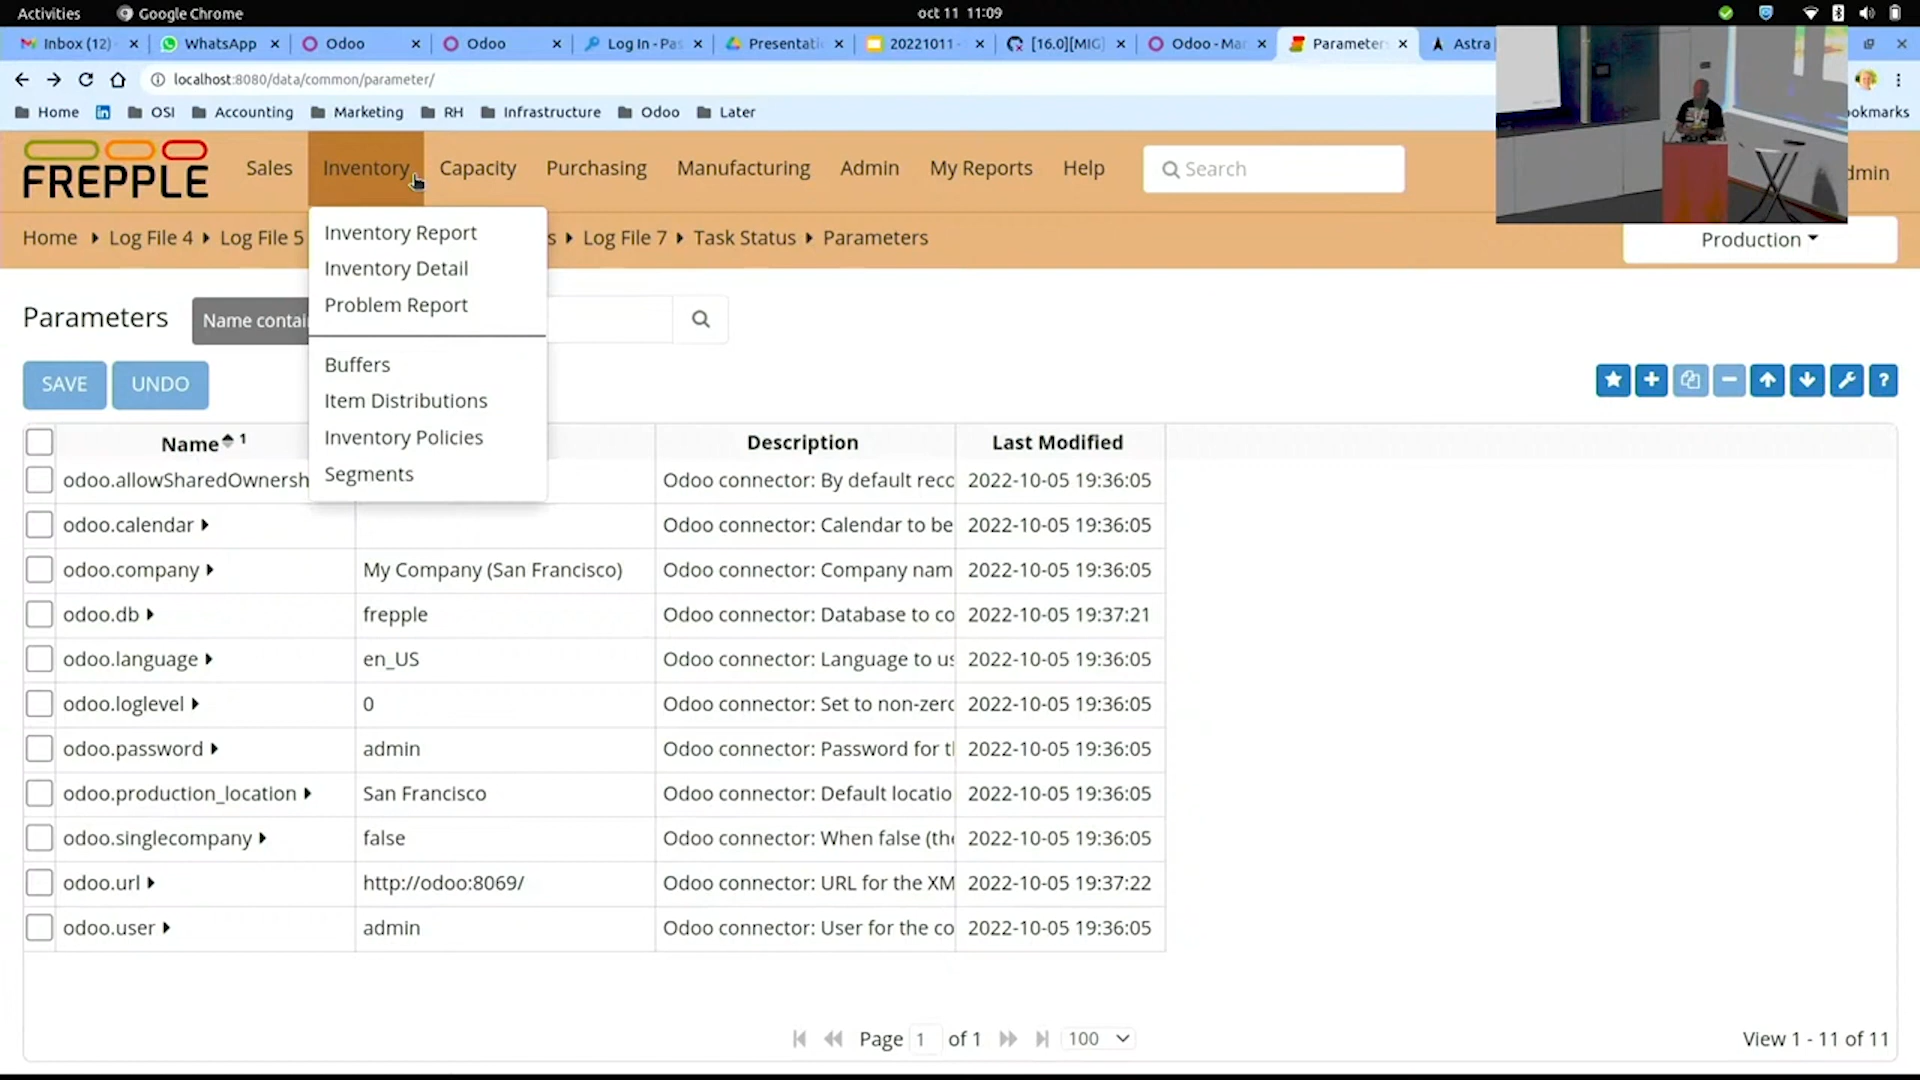 Activities
Google Chrome
oct 11 11:09
Inbox (12)
WhatsApp
Odoo
Odoo
Log In - Pas
Presentati
20221011 -
[16.0][MIG]
Odoo - Mar
Parameter
Astra
localhost:8080/data/common/parameter/
Home
OSI
Accounting
Marketing
RH
Infrastructure
Odoo
Later
ookmarks
FREPPLE
Sales
Inventory
Capacity
Purchasing
Manufacturing
Admin
My Reports
Help
Search
dmin
Home
Log File 4
Log File 5
s
Log File 7
Task Status
Parameters
Production
Inventory Report
Inventory Detail
Problem Report
Buffers
Item Distributions
Inventory Policies
Segments
Parameters
Name contai
SAVE
UNDO
Name 1
Description
Last Modified
odoo.allowSharedOwnersh
Odoo connector: By default reco
2022-10-05 19:36:05
odoo.calendar
Odoo connector: Calendar to be
2022-10-05 19:36:05
odoo.company
My Company (San Francisco)
Odoo connector: Company nam
2022-10-05 19:36:05
odoo.db
frepple
Odoo connector: Database to co
2022-10-05 19:37:21
odoo.language
en_US
Odoo connector: Language to us
2022-10-05 19:36:05
odoo.loglevel
0
Odoo connector: Set to non-zero
2022-10-05 19:36:05
odoo.password
admin
Odoo connector: Password for t
2022-10-05 19:36:05
odoo.production_location
San Francisco
Odoo connector: Default locatio
2022-10-05 19:36:05
odoo.singlecompany
false
Odoo connector: When false (the
2022-10-05 19:36:05
odoo.url
http://odoo:8069/
Odoo connector: URL for the XM
2022-10-05 19:37:22
odoo.user
admin
Odoo connector: User for the co
2022-10-05 19:36:05
Page 1 of 1
100
View 1 - 11 of 11